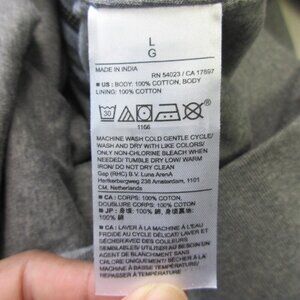 L
G
MADE IN INDIA
RN 54023 / CA 17897
■ US : BODY: 100% COTTON, BODY
LINING: 100% COTTON
30
1166
MACHINE WASH COLD GENTLE CYCLE/
WASH AND DRY WITH LIKE COLORS/
ONLY NON-CHLORINE BLEACH WHEN
NEEDED/ TUMBLE DRY LOW/ WARM
IRON/ DO NOT DRY CLEAN
Gap (RHC) B.V. Luna ArenA
Herikerbergweg 238 Amsterdam, 1101
CM, Netherlands
■ CA : CORPS: 100% COTON,
DOUBLURE CORPS: 100% COTON
■ JP : 身頃: 100% 綿, 身頃裏地:
100% 綿
■ CA : LAVER À LA MACHINE À L'EAU
FROIDE AU CYCLE DÉLICAT/ LAVER ET
SÉCHER AVEC DES COULEURS
SEMBLABLES/ UTILISER AU BESOIN UN
AGENT DE BLANCHIMENT SANS
CHLORE UNIQUEMENT/ SÉCHER À LA
MACHINE À BASSE TEMPÉRATURE/
REPASSER À TEMPÉRATURE